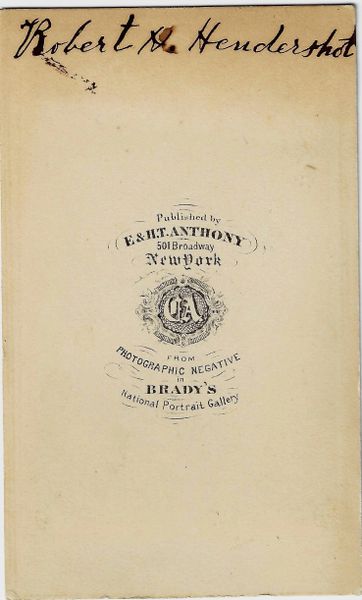 Robert H. Hendershot
Published by
E & H.T. ANTHONY
501 Broadway
New York
FROM
PHOTOGRAPHIC NEGATIVE
in
BRADY'S
National Portrait Gallery